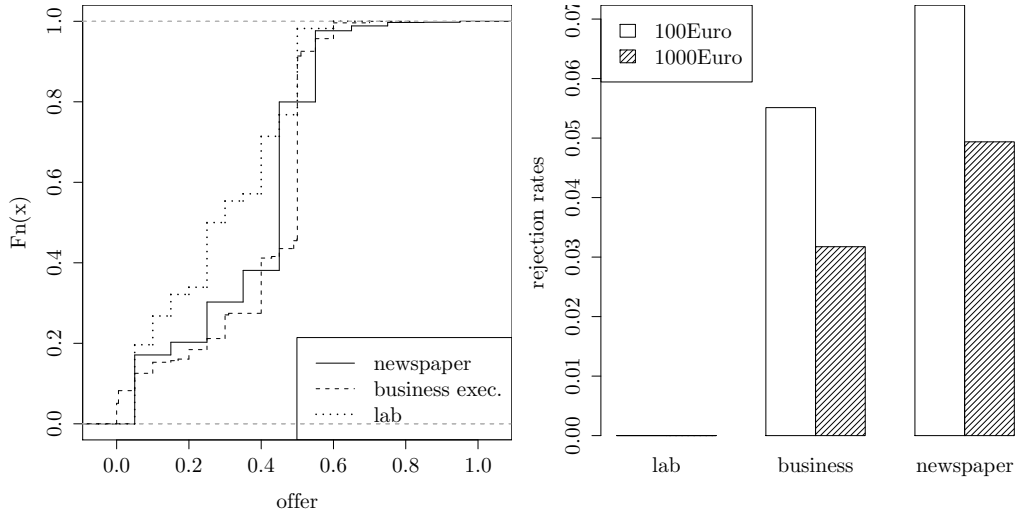 Fn(x)
1.0
0.8
0.6
0.4
0.2
0.0
newspaper
business exec.
lab
0.0 0.2 0.4 0.6 0.8 1.0
offer
rejection rates
0.07
0.06
0.05
0.04
0.03
0.02
0.01
0.00
100Euro
1000Euro
lab business newspaper